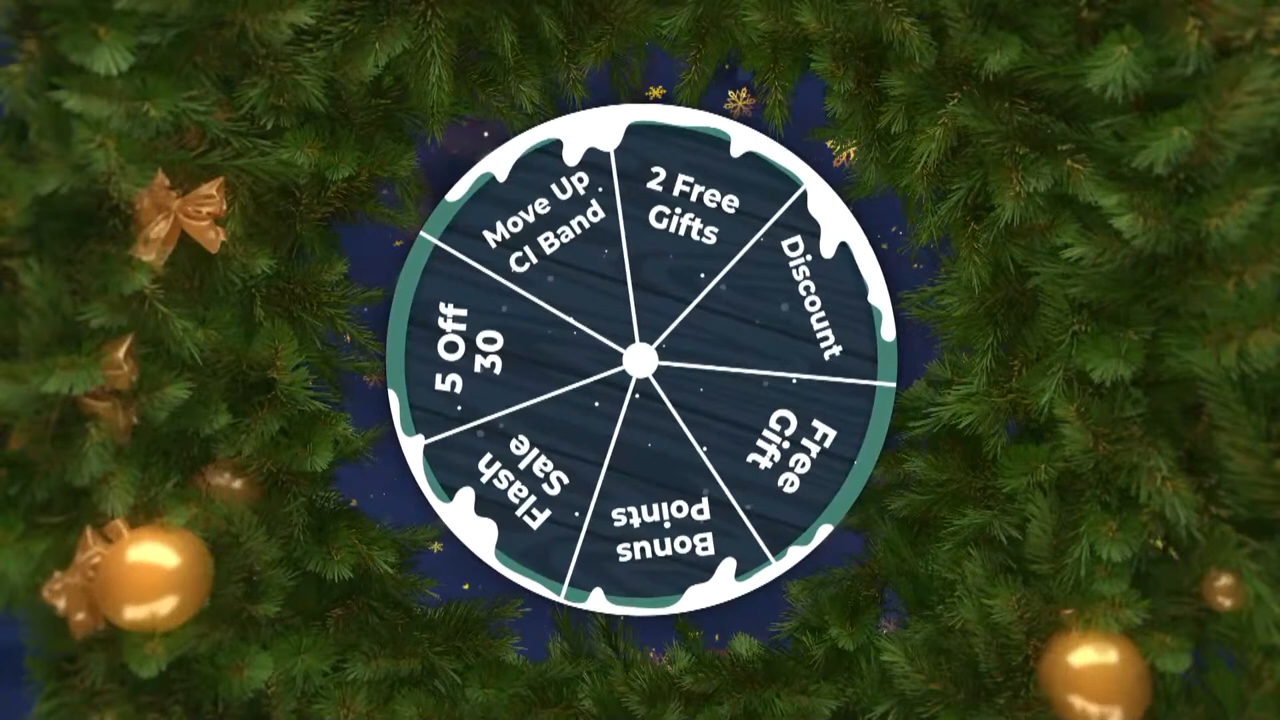 2 Free
Gifts
Discount
Free
Gift
Bonus
Points
Flash
Sale
5 Off
30
Move Up
CI Band